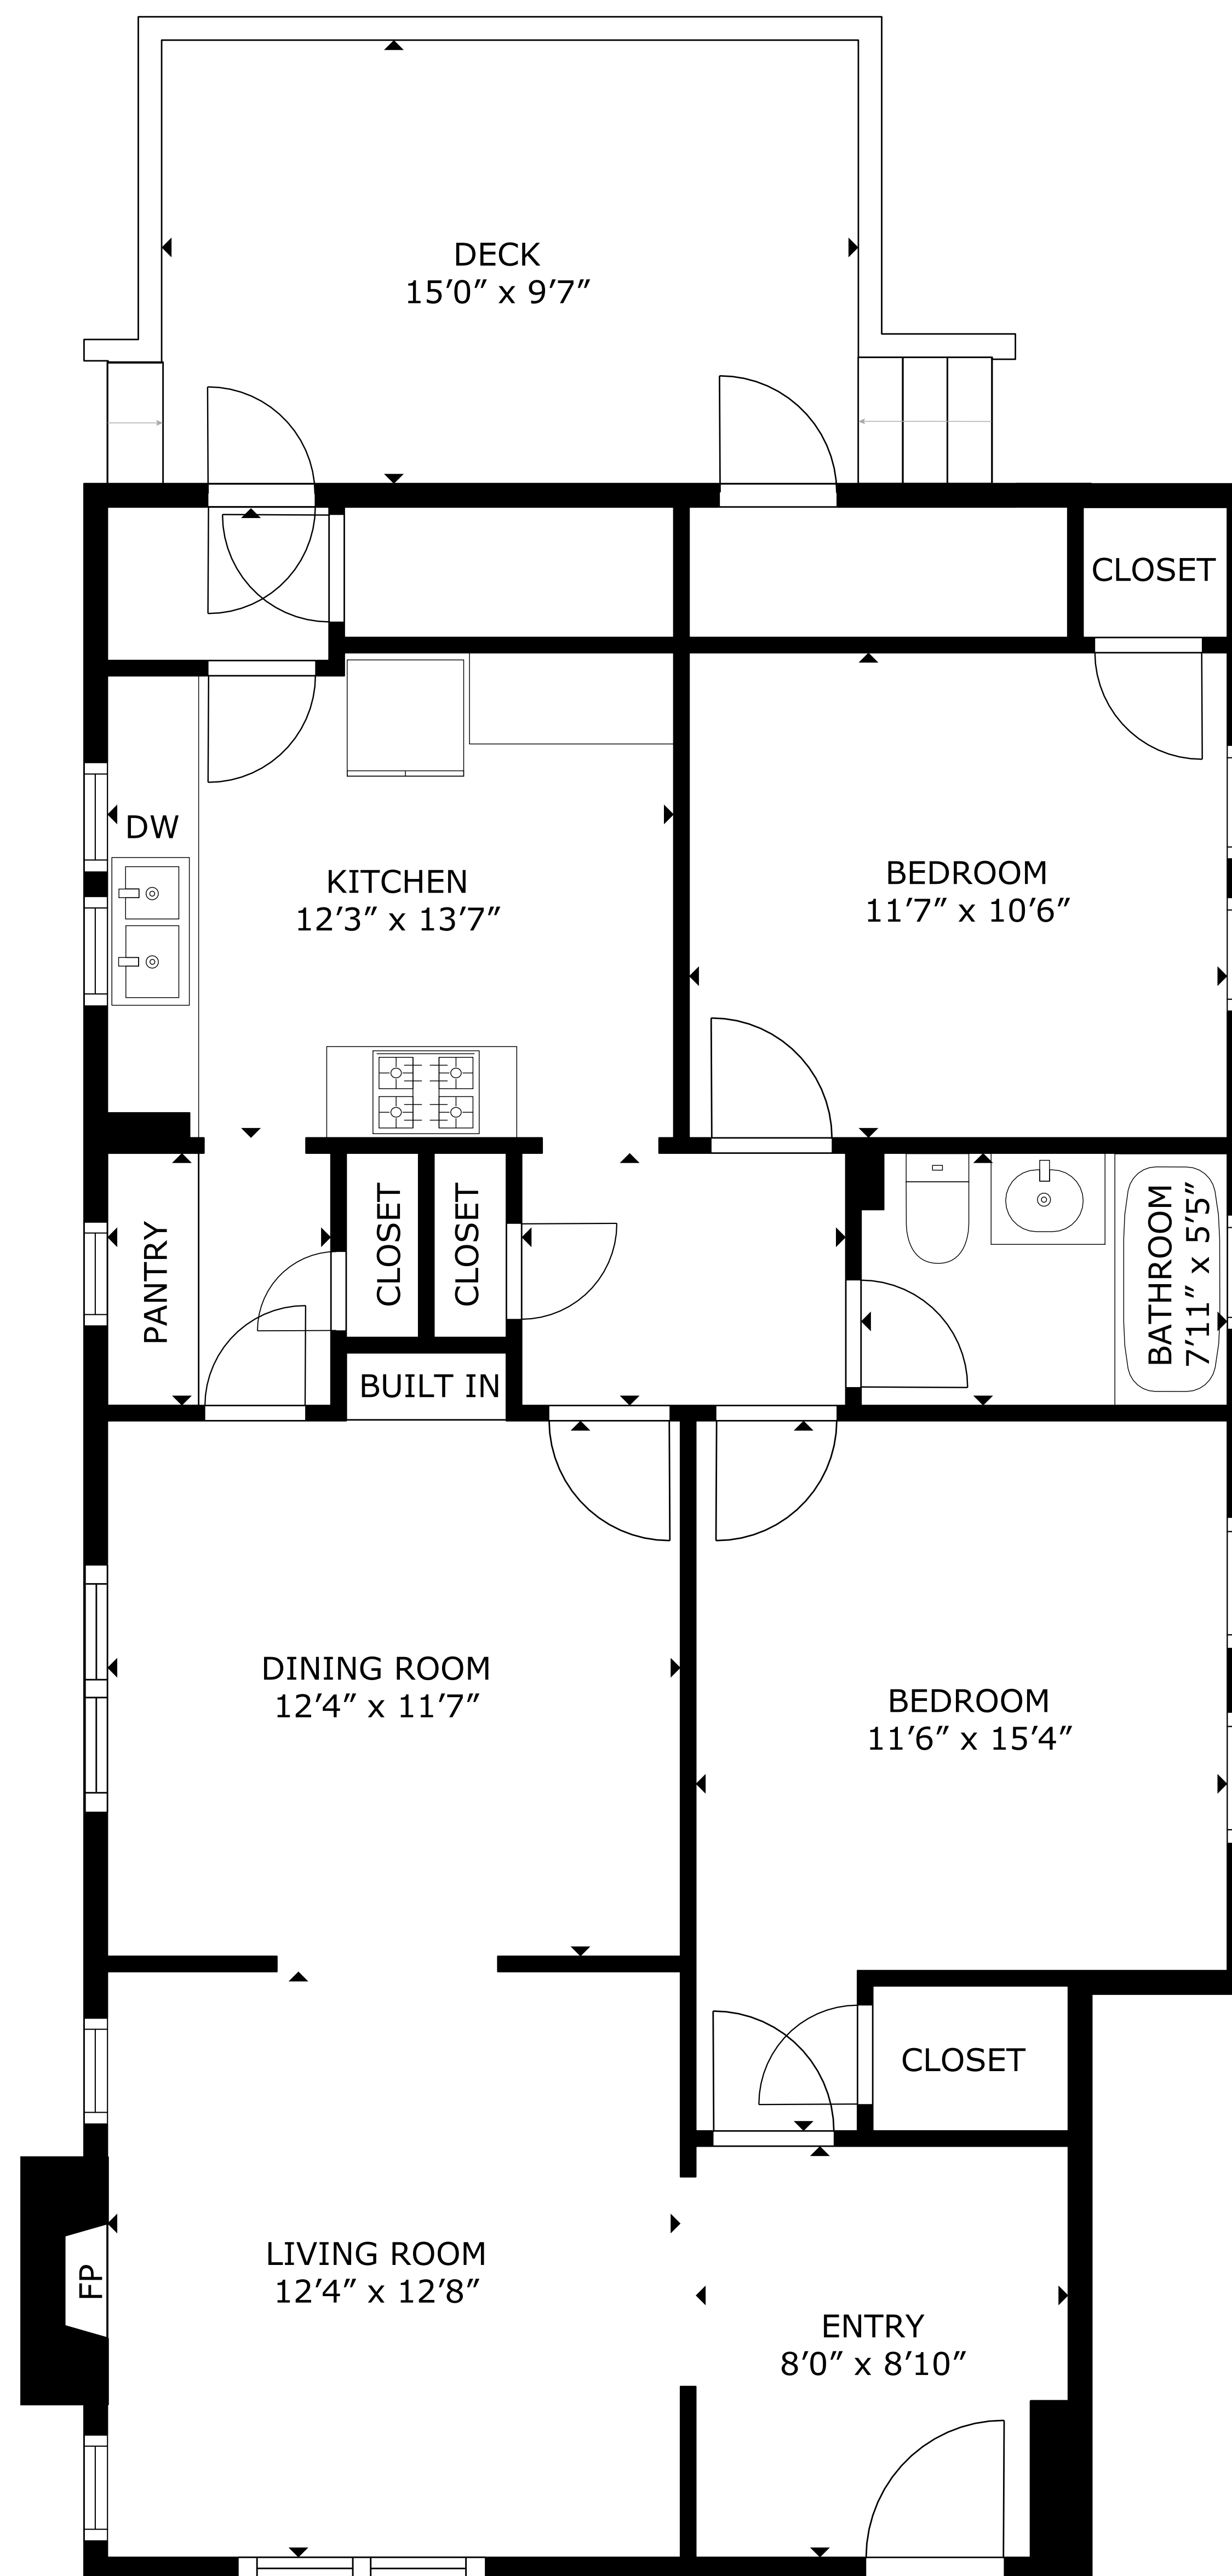 DECK
15'0" x 9'7"
CLOSET
DW
KITCHEN
12'3" x 13'7"
BEDROOM
11'7" x 10'6"
PANTRY
CLOSET
CLOSET
BATHROOM
7'11" x 5'5"
BUILT IN
DINING ROOM
12'4" x 11'7"
BEDROOM
11'6" x 15'4"
CLOSET
FP
LIVING ROOM
12'4" x 12'8"
ENTRY
8'0" x 8'10"